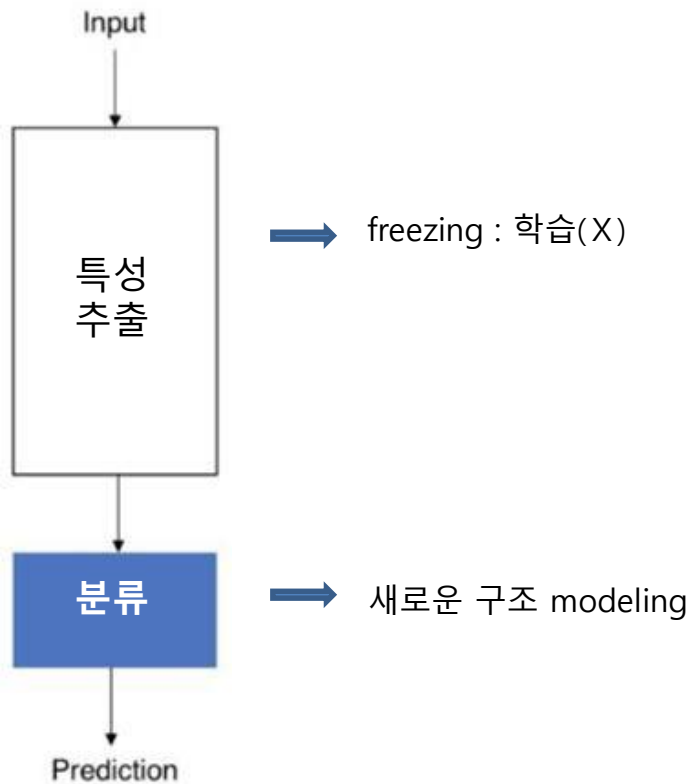 Input
특성
추출
freezing : 학습(X)
분류
새로운 구조 modeling
Prediction